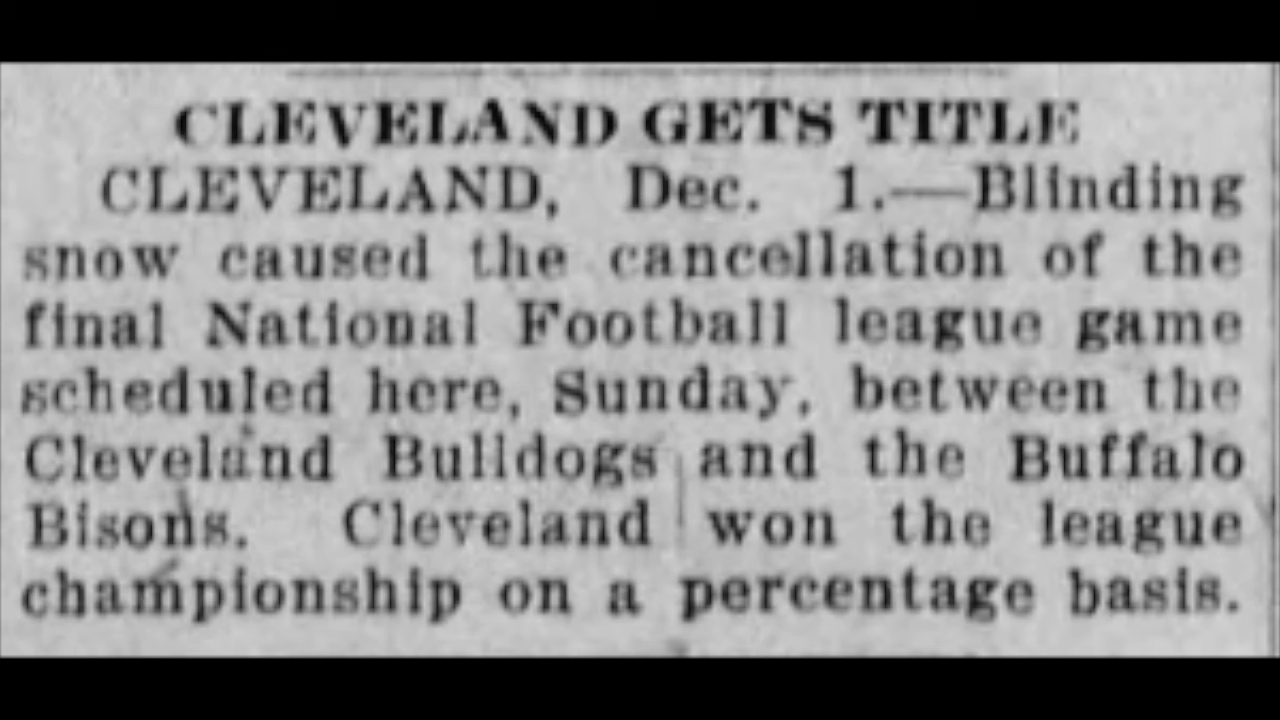 CLEVELAND GETS TITLE
CLEVELAND, Dec. 1.—Blinding
snow caused the cancellation of the
final National Football league game
scheduled here, Sunday, between the
Cleveland Bulldogs and the Buffalo
Bisons. Cleveland won the league
championship on a percentage basis.